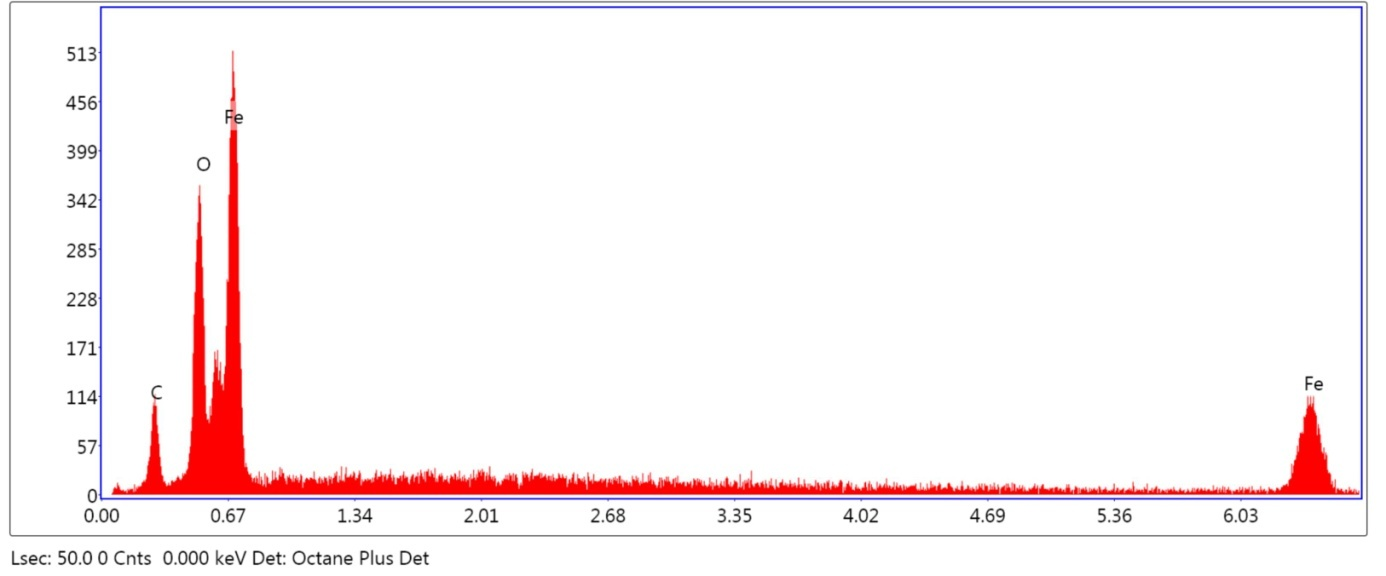 513
456
Fe
399
O
342
285
228
171
114
C
Fe
57
0
0.00 0.67 1.34 2.01 2.68 3.35 4.02 4.69 5.36 6.03
Lsec: 50.0 0 Cnts 0.000 keV Det: Octane Plus Det